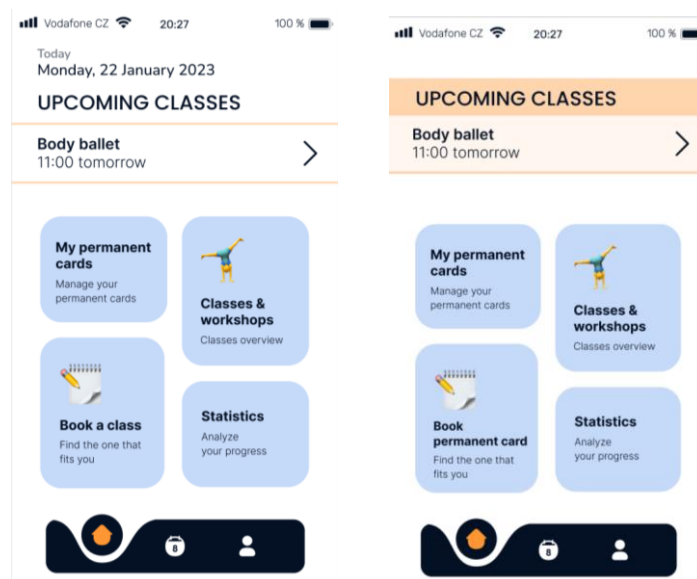 Vodafone CZ 20:27 100 %
Today
Monday, 22 January 2023
UPCOMING CLASSES
Body ballet
11:00 tomorrow
My permanent
cards
Manage your
permanent cards
Classes &
workshops
Classes overview
Book a class
Find the one that
fits you
Statistics
Analyze
your progress
8
Vodafone CZ 20:27 100 %
UPCOMING CLASSES
Body ballet
11:00 tomorrow
My permanent
cards
Manage your
permanent cards
Classes &
workshops
Classes overview
Book
permanent card
Find the one that
fits you
Statistics
Analyze
your progress
8